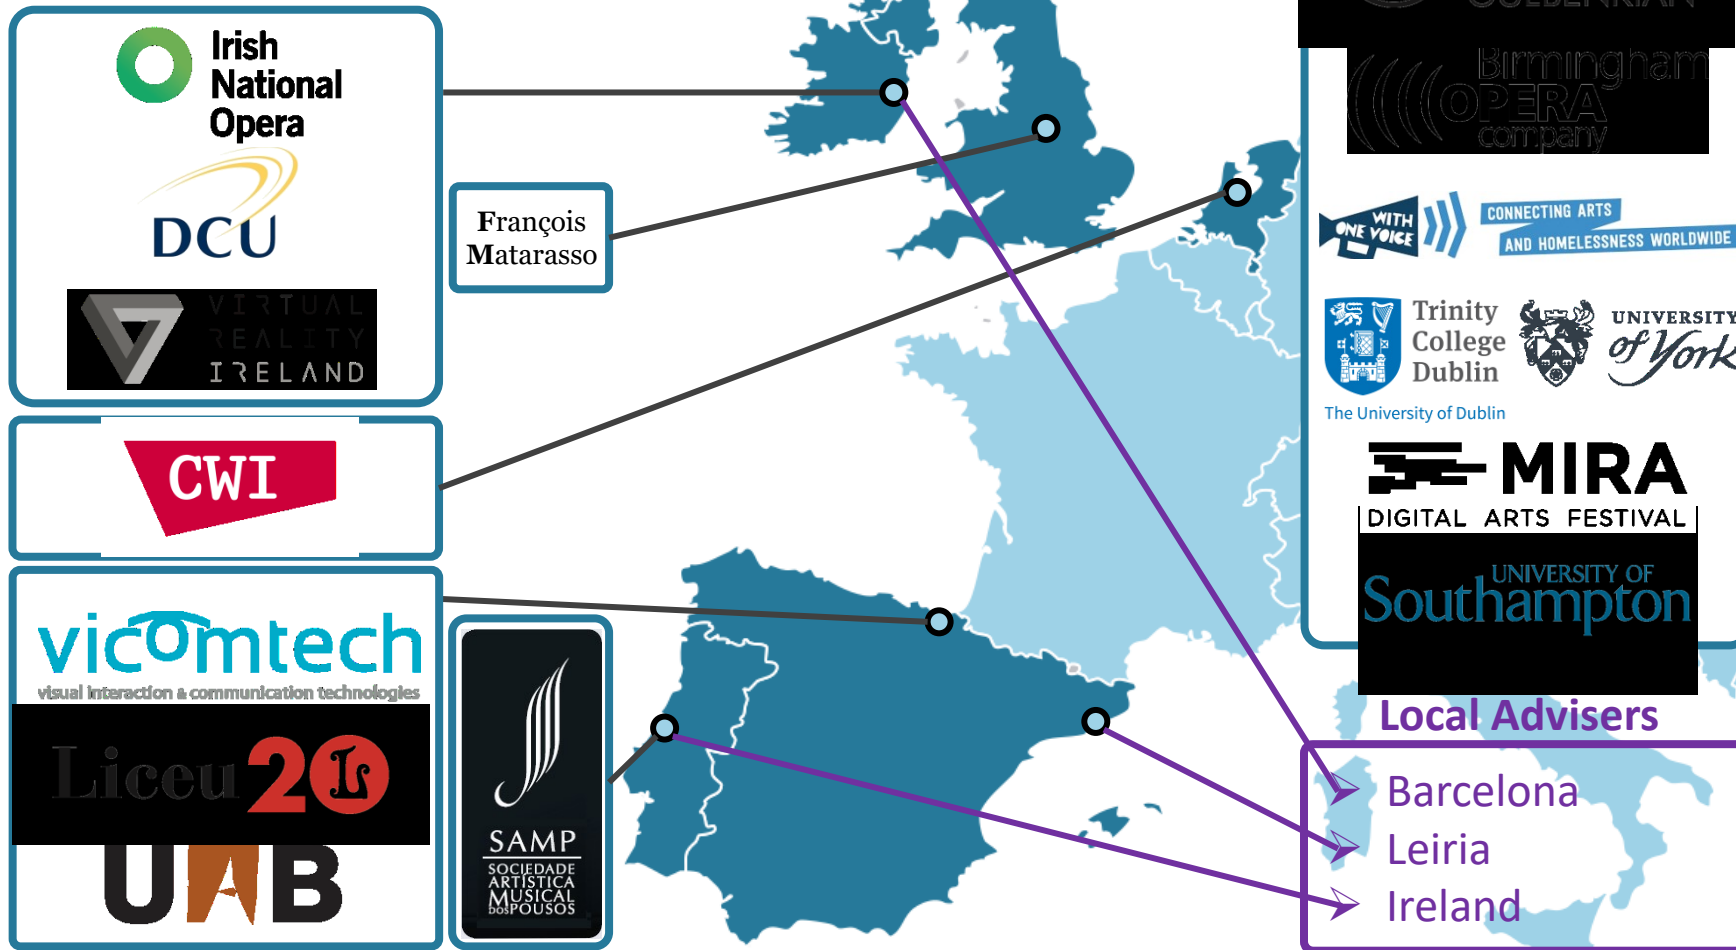 Irish
National
Opera
DCU
VIRTUAL
REALITY
IRELAND
François
Matarasso
CWI
vicomtech
visual interaction & communication technologies
Liceu 20
UAB
SAMP
SOCIEDADE
ARTÍSTICA
MUSICAL
DOS POUSOS
GULBENKIAN
Birmingham
OPERA
company
WITH
ONE VOICE
CONNECTING ARTS
AND HOMELESSNESS WORLDWIDE
Trinity
College
Dublin
The University of Dublin
UNIVERSITY
of York
MIRA
DIGITAL ARTS FESTIVAL
UNIVERSITY OF
Southampton
Local Advisers
Barcelona
Leiria
Ireland